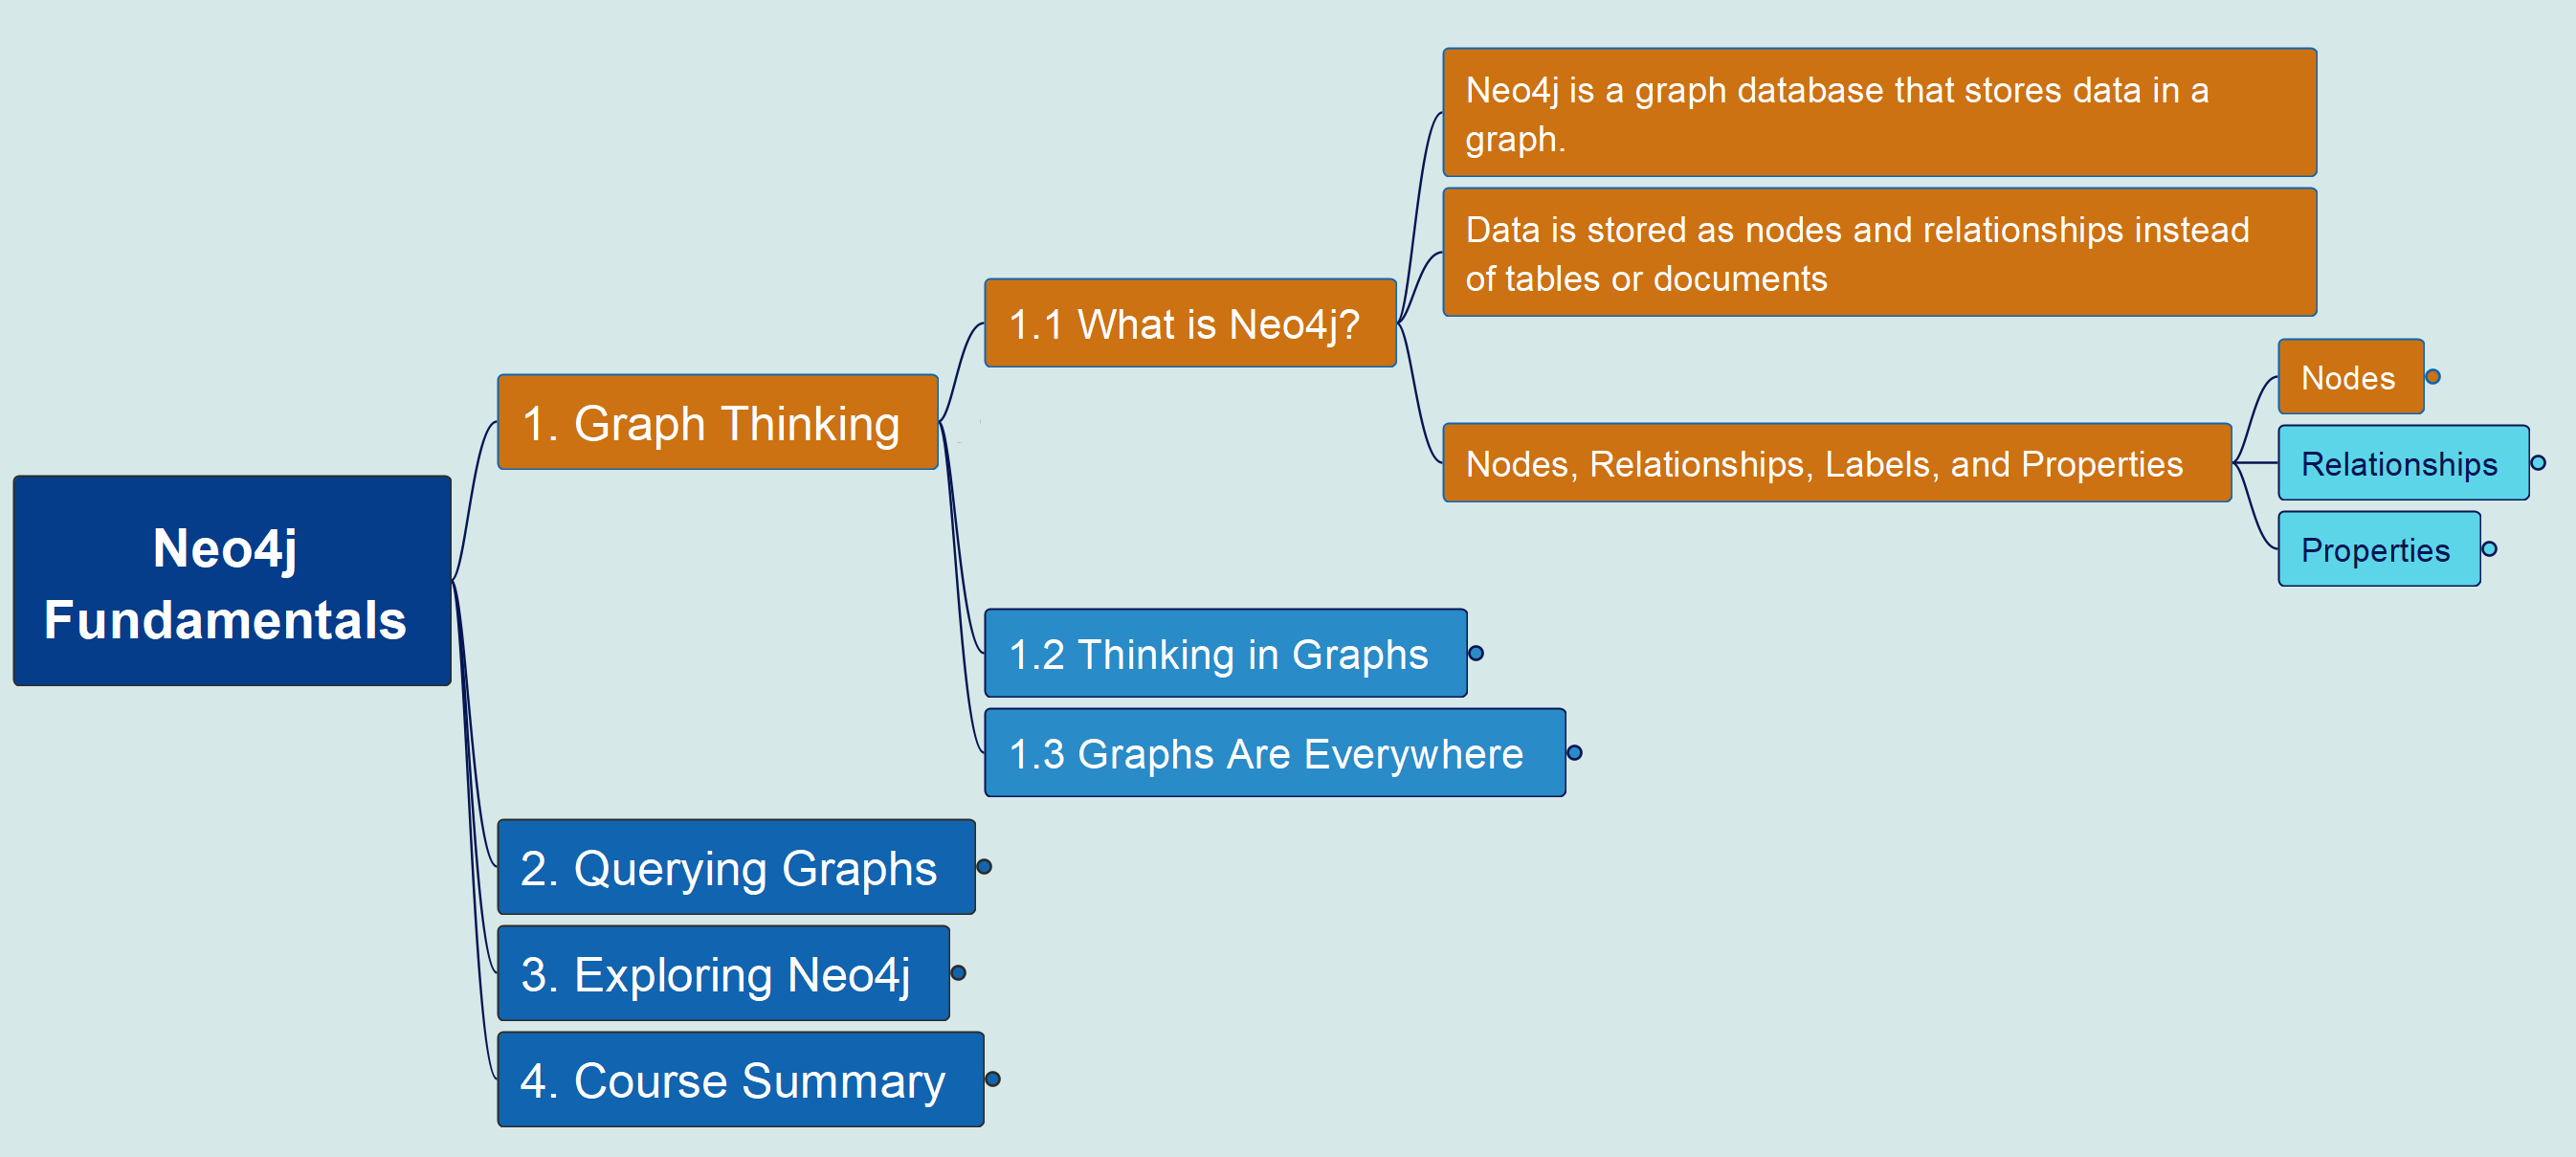 Neo4j
Fundamentals
1. Graph Thinking
1.1 What is Neo4j?
Neo4j is a graph database that stores data in a
graph.
Data is stored as nodes and relationships instead
of tables or documents
Nodes, Relationships, Labels, and Properties
Nodes
Relationships
Properties
1.2 Thinking in Graphs
1.3 Graphs Are Everywhere
2. Querying Graphs
3. Exploring Neo4j
4. Course Summary